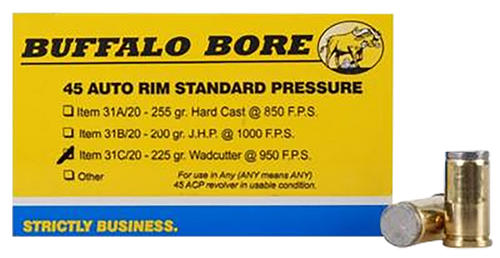 BUFFALO BORE
45 AUTO RIM STANDARD PRESSURE
Item 31A/20 - 255 gr. Hard Cast @ 850 F.P.S.
Item 31B/20 - 200 gr. J.H.P. @ 1000 F.P.S.
Item 31C/20 - 225 gr. Wadcutter @ 950 F.P.S.
Other
For use in Any (ANY means ANY)
45 ACP revolver in usable condition.
STRICTLY BUSINESS.